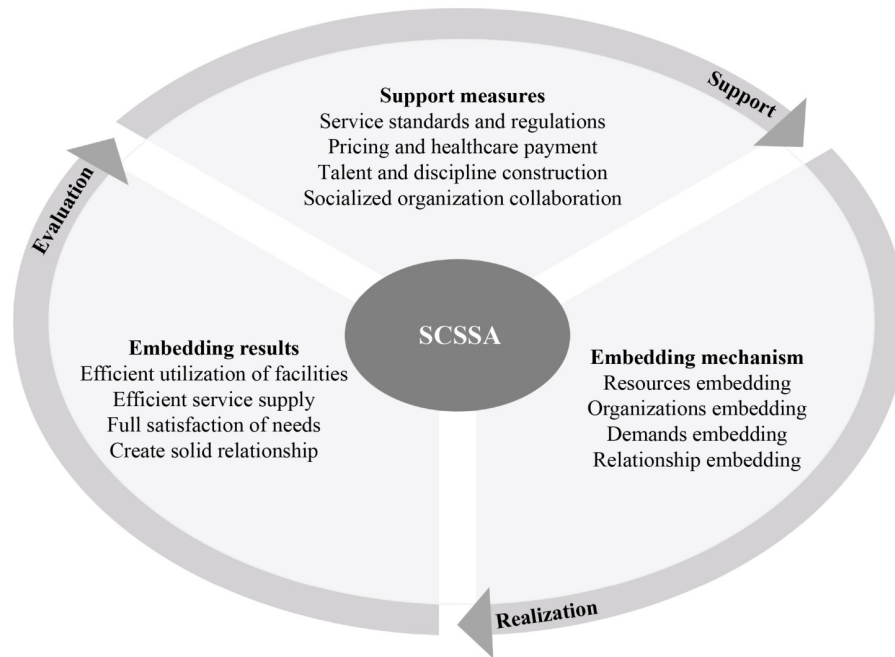 Support
Support measures
Service standards and regulations
Pricing and healthcare payment
Talent and discipline construction
Socialized organization collaboration
Evaluation
SCSSA
Embedding results
Efficient utilization of facilities
Efficient service supply
Full satisfaction of needs
Create solid relationship
Embedding mechanism
Resources embedding
Organizations embedding
Demands embedding
Relationship embedding
Realization